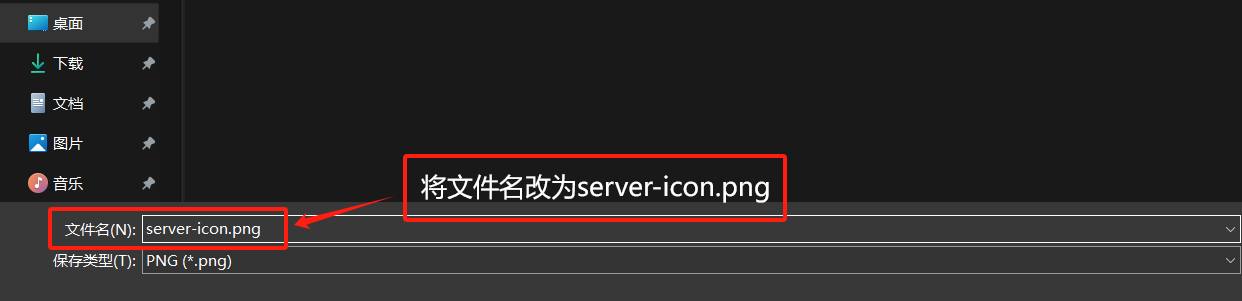 桌面
下载
文档
图片
音乐
将文件名改为server-icon.png
文件名(N): server-icon.png
保存类型(T): PNG (*.png)